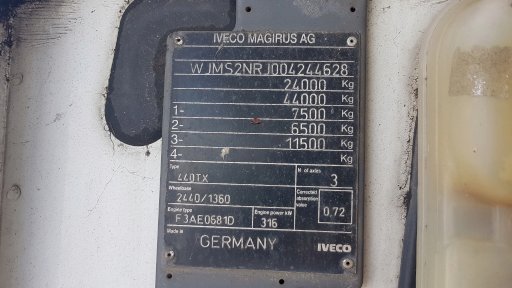 IVECO MAGIRUS AG
WJMS2NRJ004244628
24000 Kg
44000 Kg
1- 7500 Kg
2- 6500 Kg
3- 11500 Kg
4- Kg
Type
440TX
N. of axles
3
Wheelbase
2440/1360
Corrected absorption value
0,72
Engine type
F3AE0681D
Engine power kW
316
Made in
GERMANY
IVECO